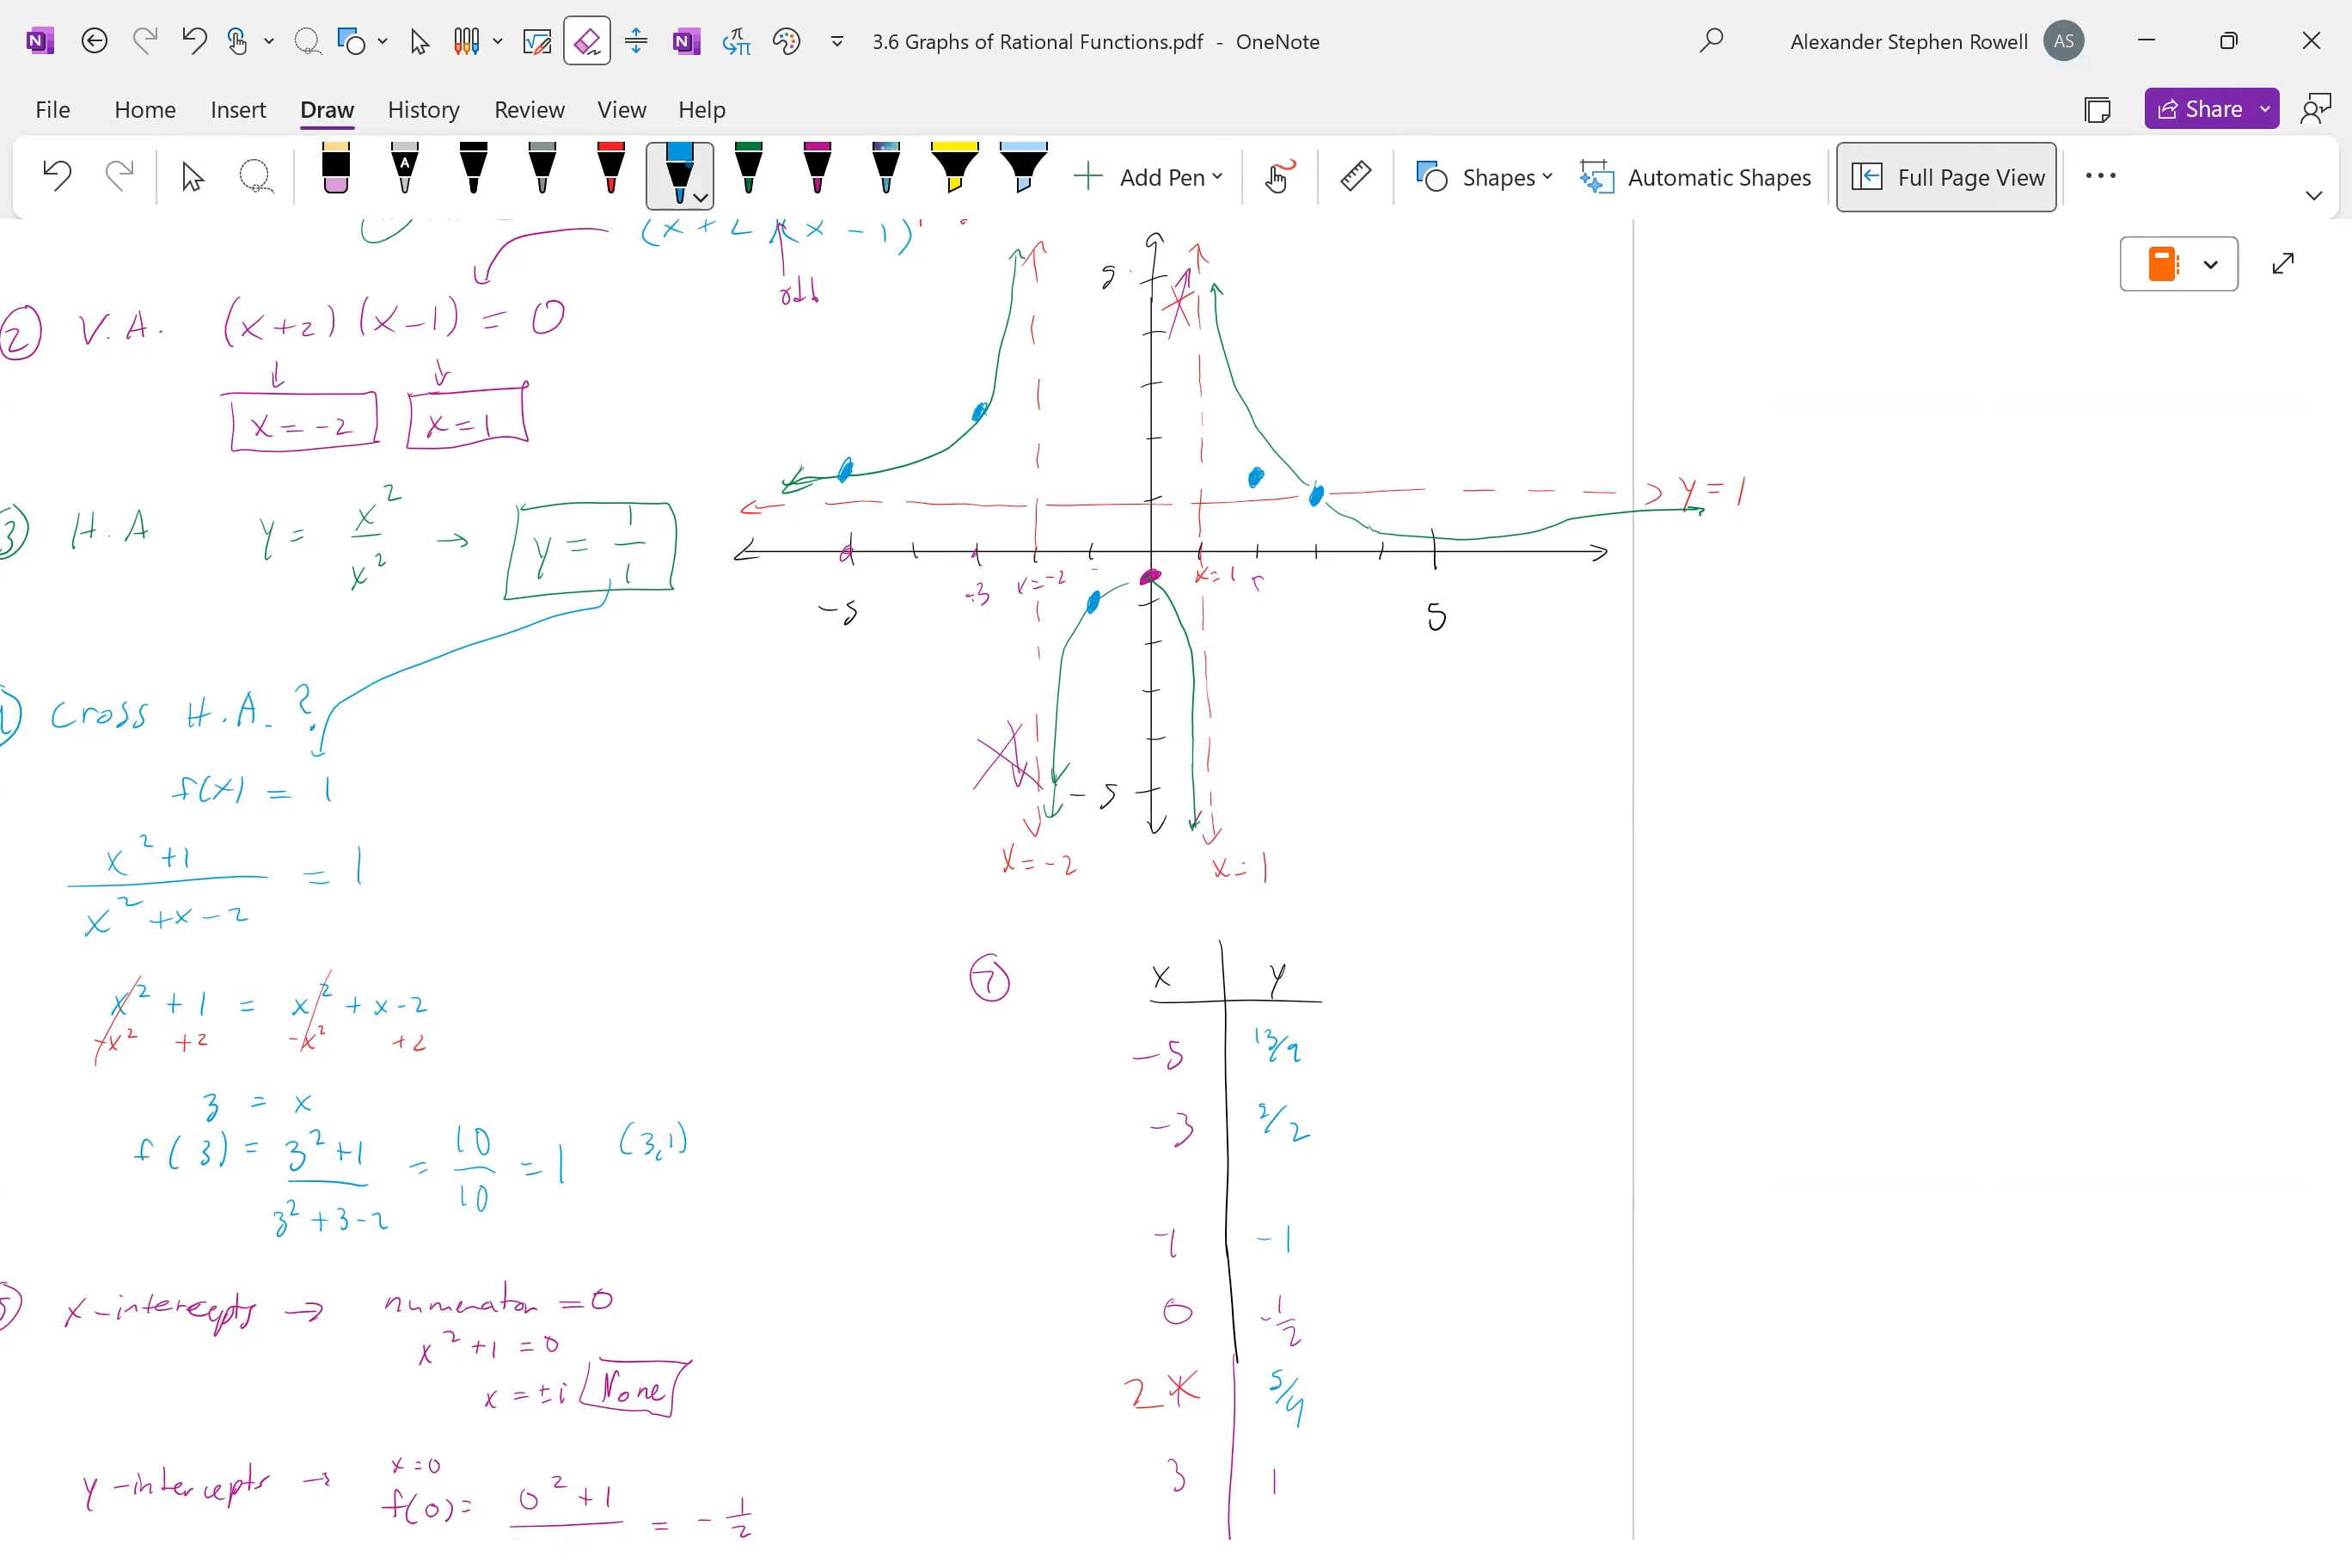 3.6 Graphs of Rational Functions.pdf - OneNote
Alexander Stephen Rowell
AS
File Home Insert Draw History Review View Help
Share
A
Add Pen
Shapes
Automatic Shapes
Full Page View
(x+2)(x-1)
odd
② V.A. (x+2)(x-1) = 0
x = -2 x = 1
③ H.A y = x²/x² → y = 1/1
Cross H.A. ?
f(x) = 1
x²+1 / x²+x-2 = 1
x² + 1 = x² + x - 2
-x² +2 -x² +2
3 = x
f(3) = 3²+1 / 3²+3-2 = 10/10 = 1 (3,1)
x-intercepts → numerator = 0
x²+1 = 0
x = ±i None
y-intercepts → x=0
f(0) = 0²+1 = -1/2
y = 1
-3 x=-2 x=1
-5 5
-5
x = -2 x = 1
⑦ x y
-5 13/9
-3
-1 -1
0 -1/2
2* 5/4
3 1